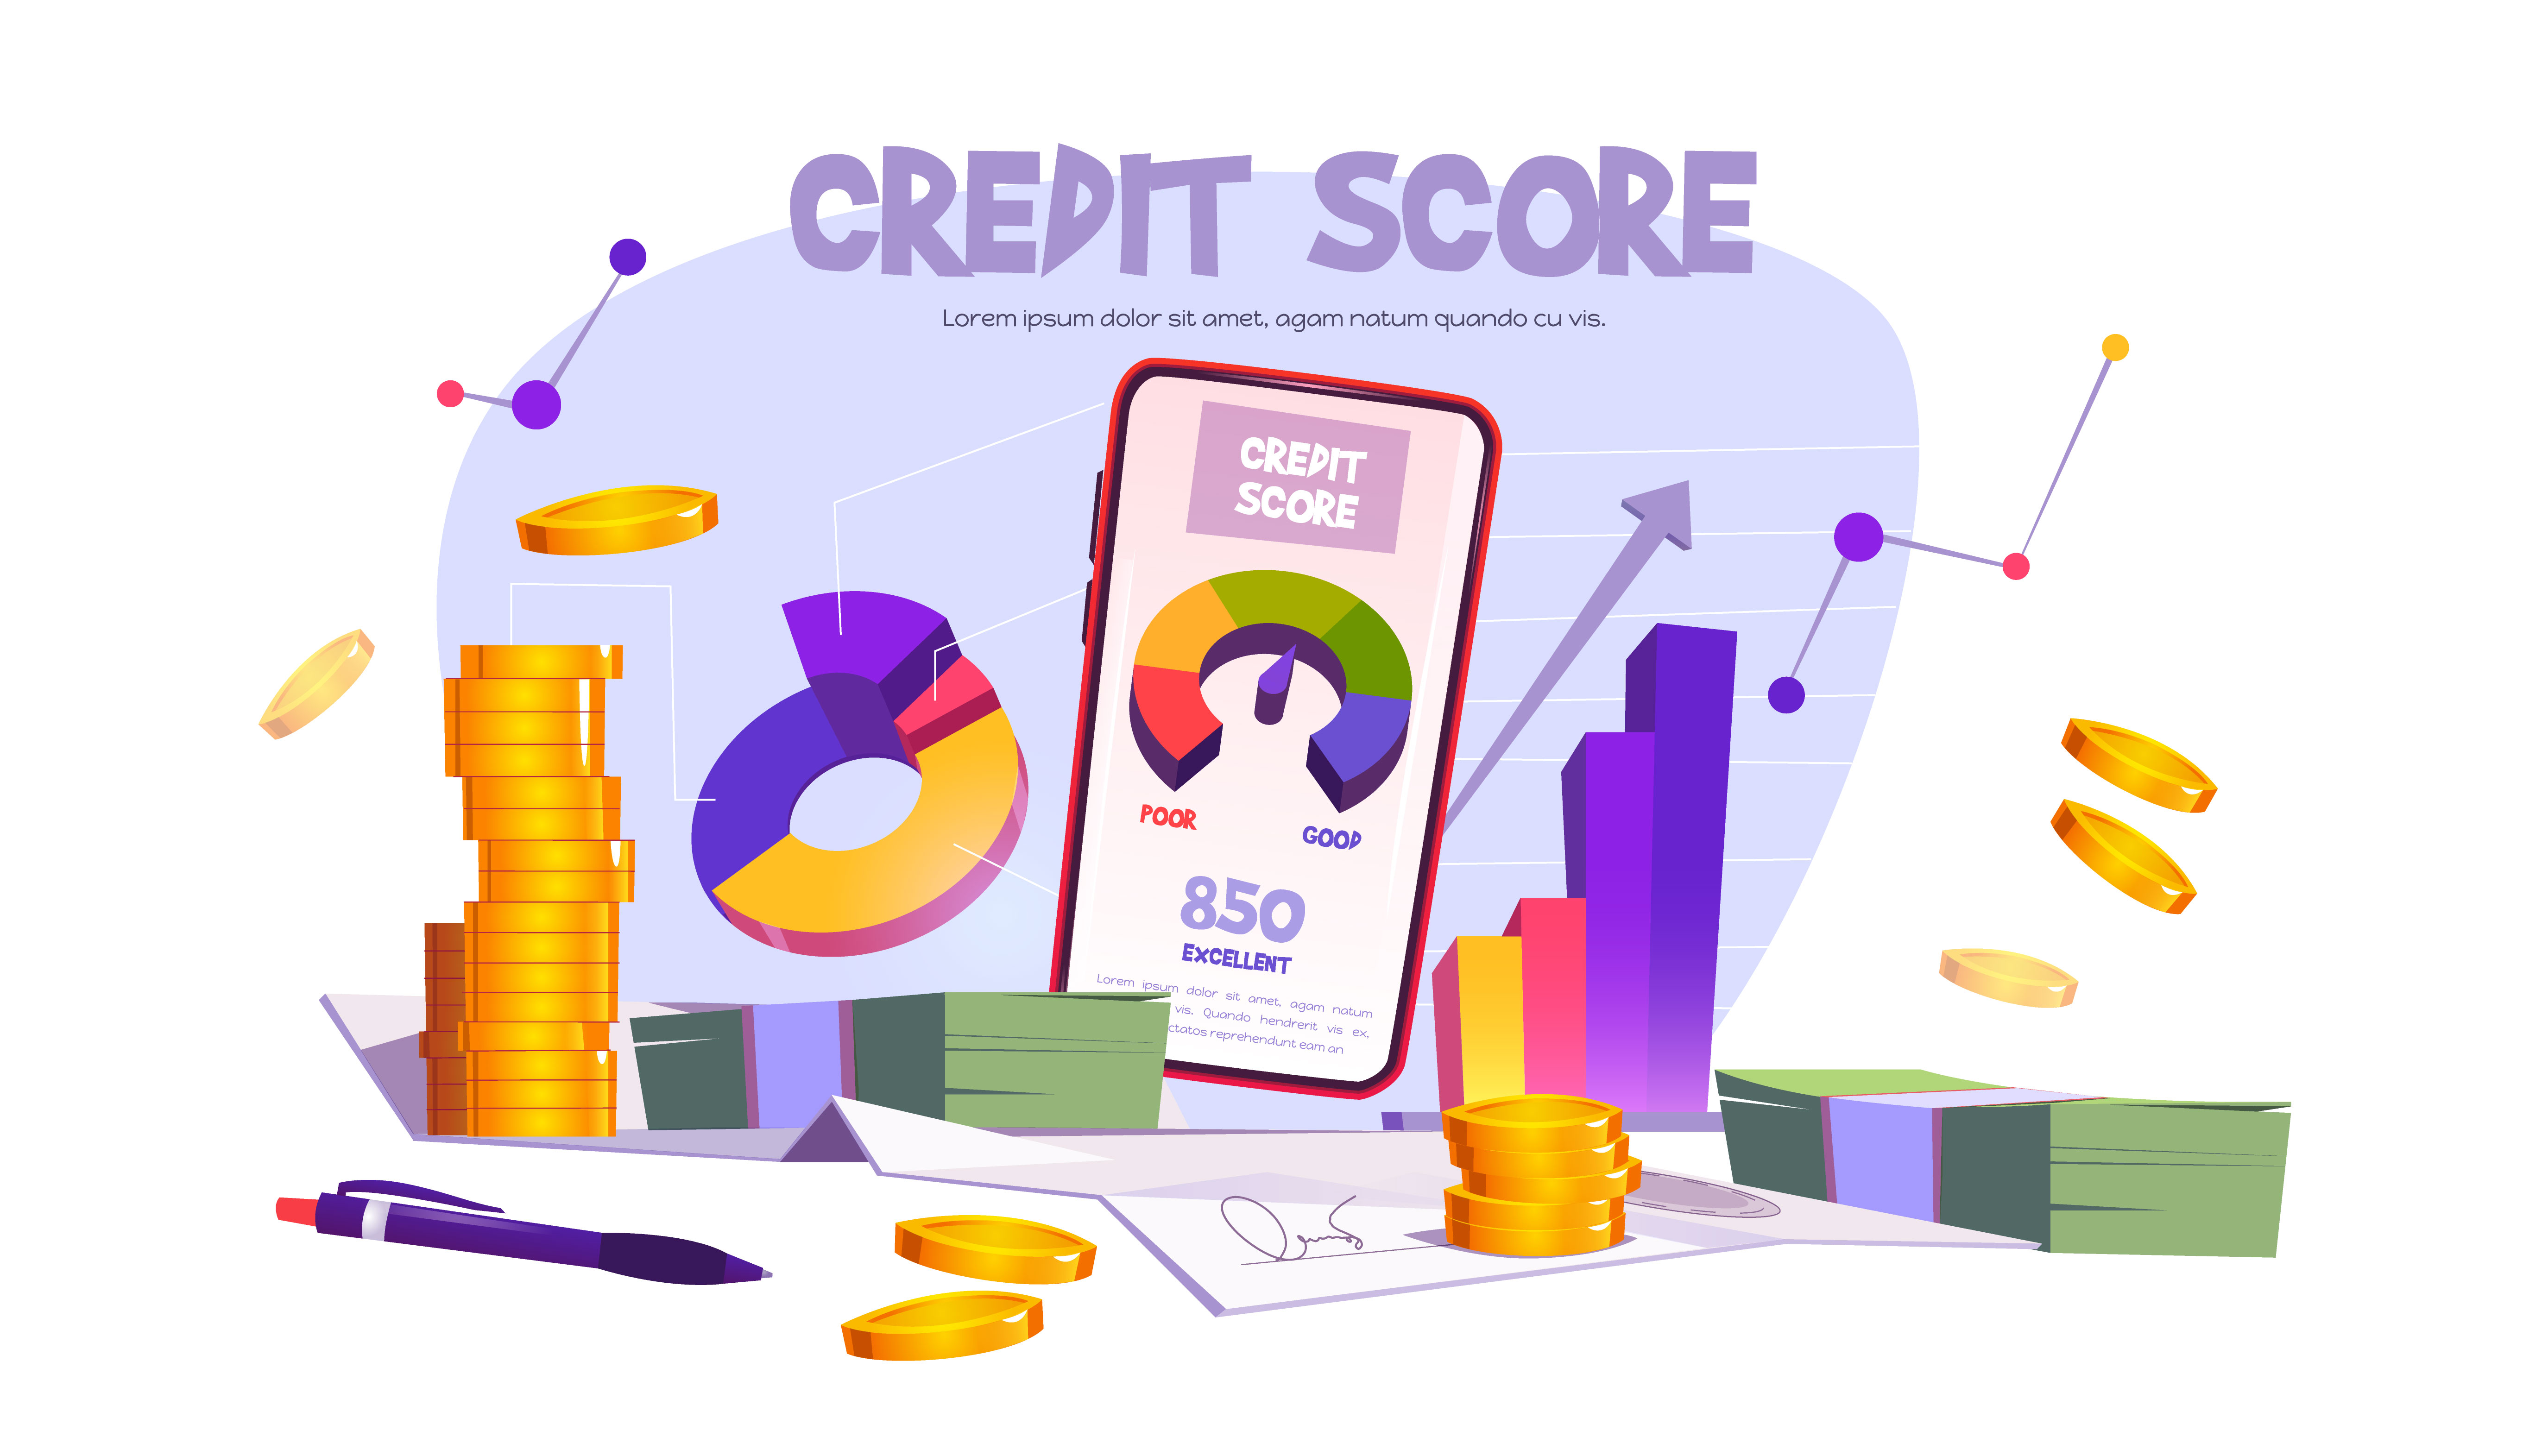 CREDIT SCORE
Lorem ipsum dolor sit amet, agam natum quando cu vis.
CREDIT
SCORE
POOR
GOOD
850
EXCELLENT
Lorem ipsum dolor sit amet, agam natum
vis. Quando hendrerit vis ex,
ctatos reprehendunt eam an